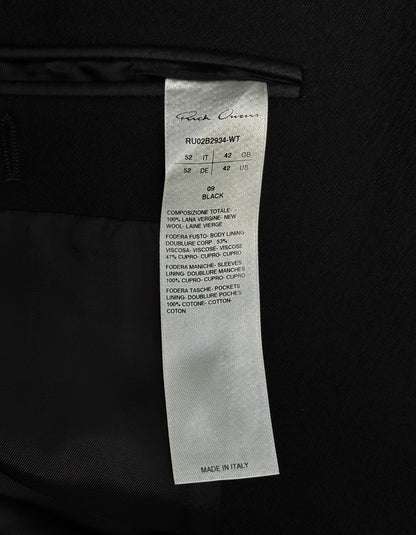 Rick Owens
RU02B2934-WT
52 IT 42 GB
52 DE 42 US
09
BLACK
COMPOSIZIONE TOTALE-
100% LANA VERGINE- NEW
WOOL- LAINE VIERGE
FODERA FUSTO- BODY LINING-
DOUBLURE CORP . 53%
VISCOSA- VISCOSE- VISCOSE
47% CUPRO- CUPRO- CUPRO
FODERA MANICHE- SLEEVES
LINING- DOUBLURE MANCHES
100% CUPRO- CUPRO- CUPRO
FODERA TASCHE- POCKETS
LINING- DOUBLURE POCHES
100% COTONE- COTTON-
COTON
MADE IN ITALY